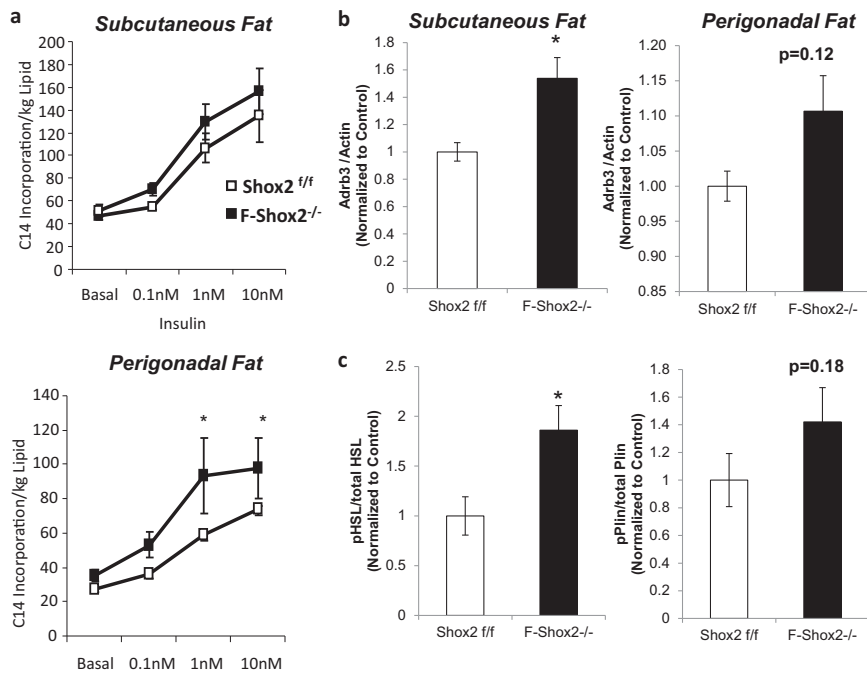 a
Subcutaneous Fat
C14 Incorporation/kg Lipid
200
180
160
140
120
100
80
60
40
20
0
Shox2 f/f
F-Shox2-/-
Basal 0.1nM 1nM 10nM
Insulin
Perigonadal Fat
C14 Incorporation/kg Lipid
140
120
100
80
60
40
20
0
* *
Basal 0.1nM 1nM 10nM
b
Subcutaneous Fat
Adrb3 /Actin
(Normalized to Control)
1.8
1.6
1.4
1.2
1
0.8
0.6
0.4
0.2
0
*
Shox2 f/f F-Shox2-/-
Perigonadal Fat
p=0.12
Adrb3 /Actin
(Normalized to Control)
1.20
1.15
1.10
1.05
1.00
0.95
0.90
0.85
Shox2 f/f F-Shox2-/-
c
pHSL/total HSL
(Normalized to Control)
2.5
2
1.5
1
0.5
0
*
Shox2 f/f F-Shox2-/-
p=0.18
pPlin/total Plin
(Normalized to Control)
1.8
1.6
1.4
1.2
1
0.8
0.6
0.4
0.2
0
Shox2 f/f F-Shox2-/-